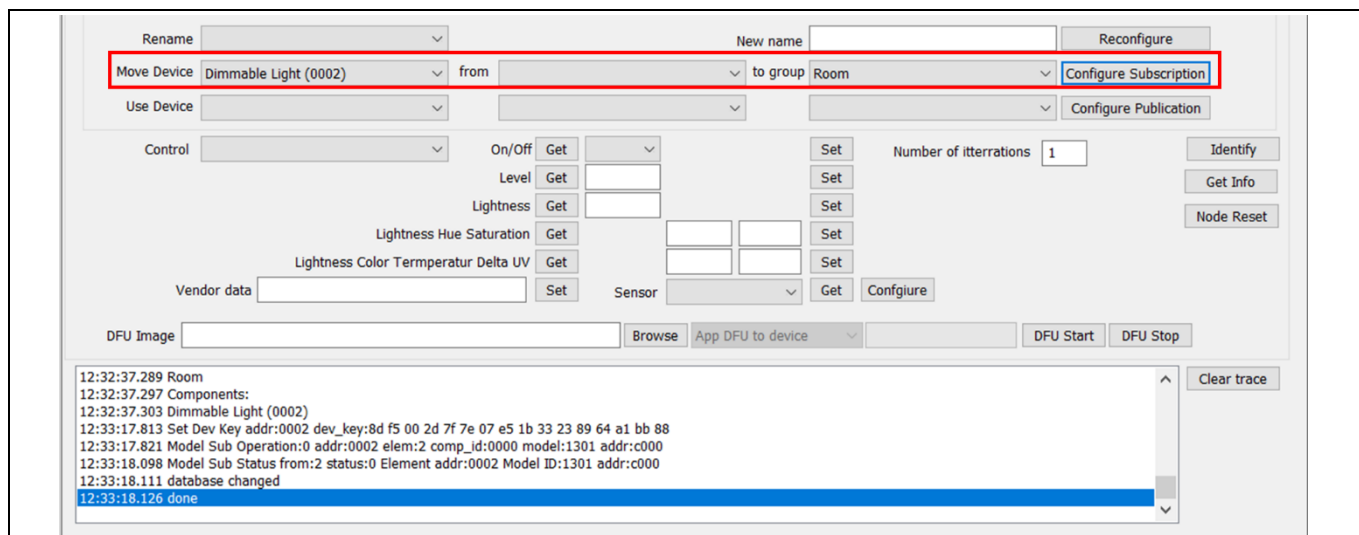 Rename New name Reconfigure
Move Device Dimmable Light (0002) from to group Room Configure Subscription
Use Device Configure Publication
Control On/Off Get Set Number of itterrations 1 Identify
Level Get Set Get Info
Lightness Get Set Node Reset
Lightness Hue Saturation Get Set
Lightness Color Termperatur Delta UV Get Set
Vendor data Set Sensor Get Confgiure
DFU Image Browse App DFU to device DFU Start DFU Stop
12:32:37.289 Room Clear trace
12:32:37.297 Components:
12:32:37.303 Dimmable Light (0002)
12:33:17.813 Set Dev Key addr:0002 dev_key:8d f5 00 2d 7f 7e 07 e5 1b 33 23 89 64 a1 bb 88
12:33:17.821 Model Sub Operation:0 addr:0002 elem:2 comp_id:0000 model:1301 addr:c000
12:33:18.098 Model Sub Status from:2 status:0 Element addr:0002 Model ID:1301 addr:c000
12:33:18.111 database changed
12:33:18.126 done